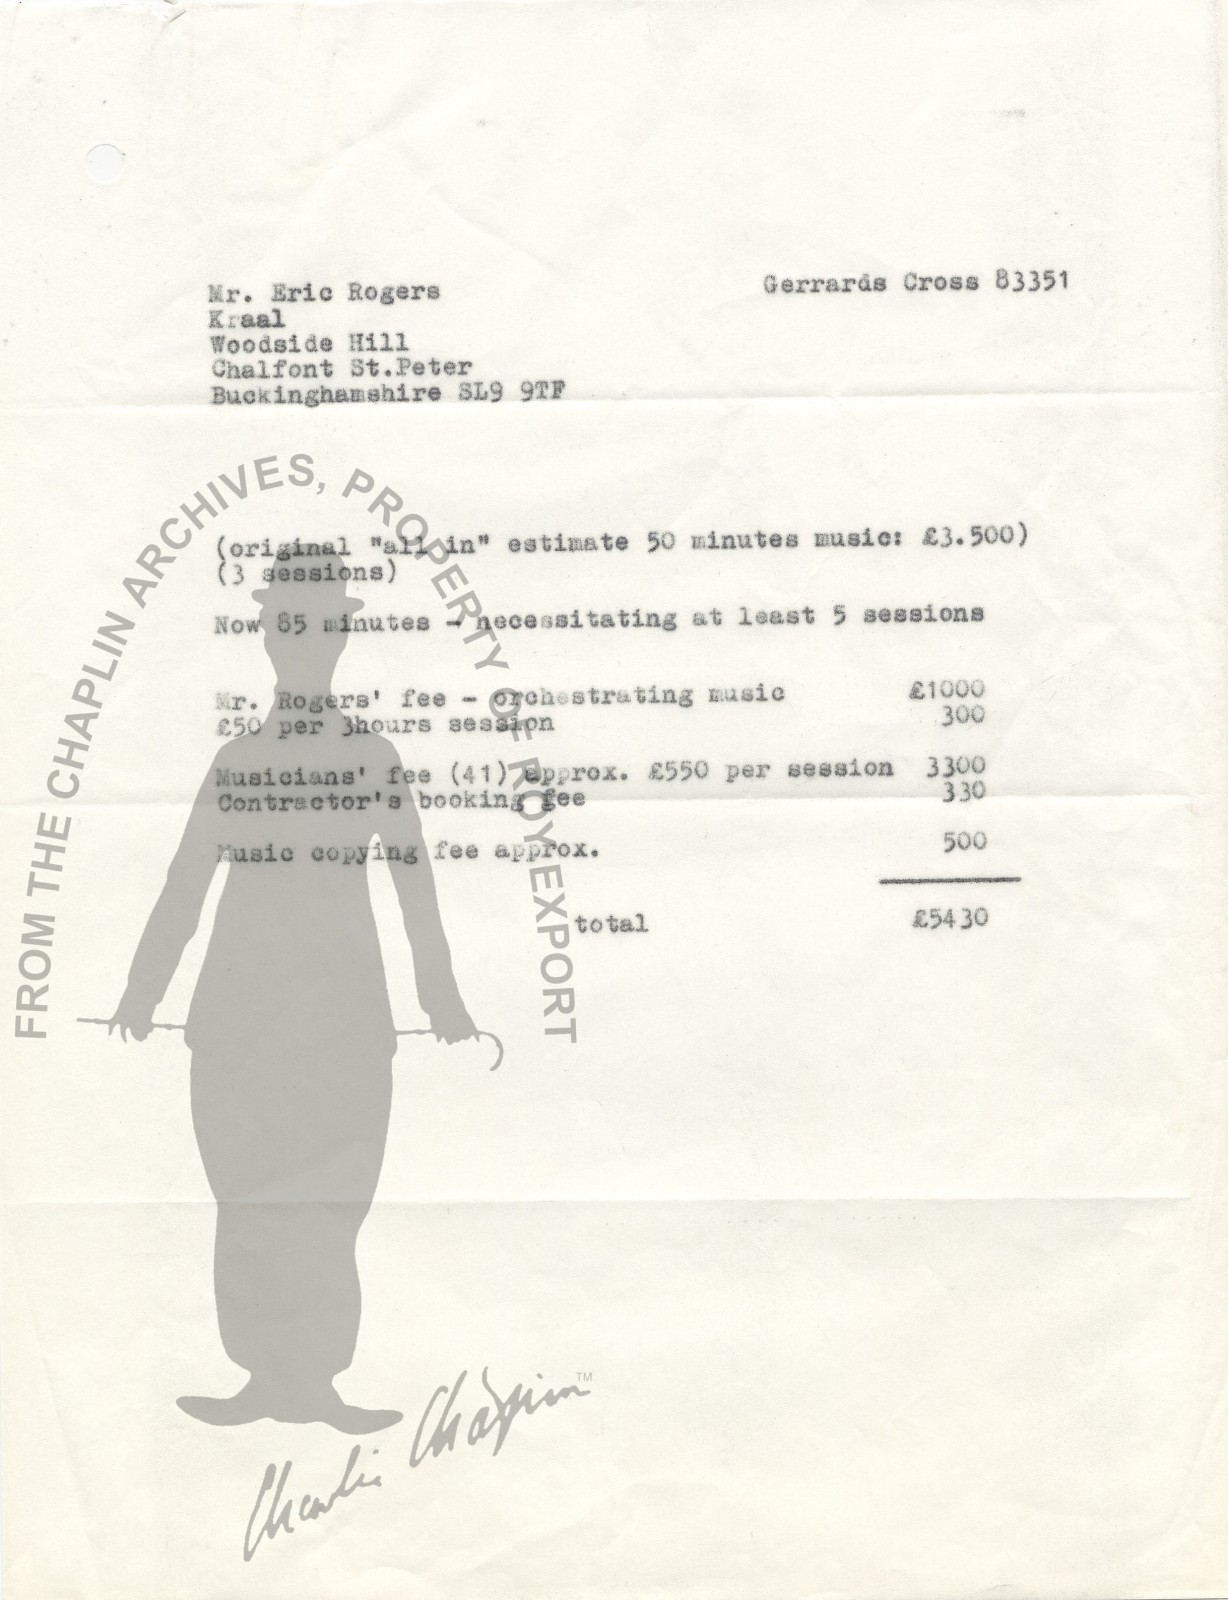 Mr. Eric Rogers
Kraal
Woodside Hill
Chalfont St.Peter
Buckinghamshire SL9 9TF
Gerrards Cross 83351
(original "all in" estimate 50 minutes music: £3.500)
(3 sessions)
Now 85 minutes - necessitating at least 5 sessions
Mr. Rogers' fee - orchestrating music £1000
£50 per 3hours session 300
Musicians' fee (41) approx. £550 per session 3300
Contractor's booking fee 330
Music copying fee approx. 500
total £5430
FROM THE CHAPLIN ARCHIVES, PROPERTY OF ROY EXPORT
Charlie Chaplin TM